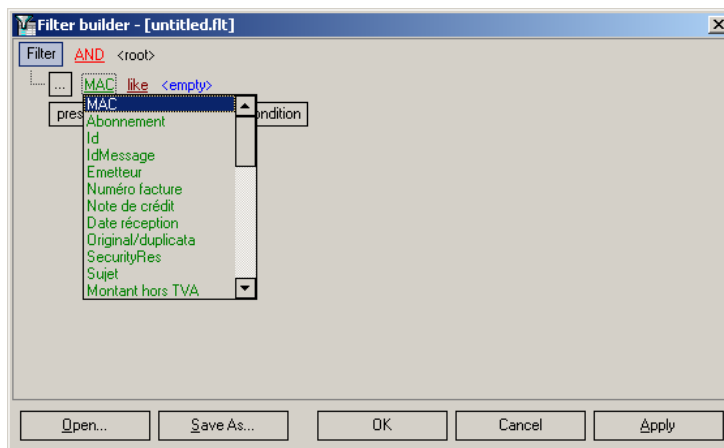 Filter builder - [untitled.flt]
Filter AND <root>
... MAC like <empty>
pres ndition
MAC
Abonnement
Id
IdMessage
Emetteur
Numéro facture
Note de crédit
Date réception
Original/duplicata
SecurityRes
Sujet
Montant hors TVA
Open... Save As... OK Cancel Apply